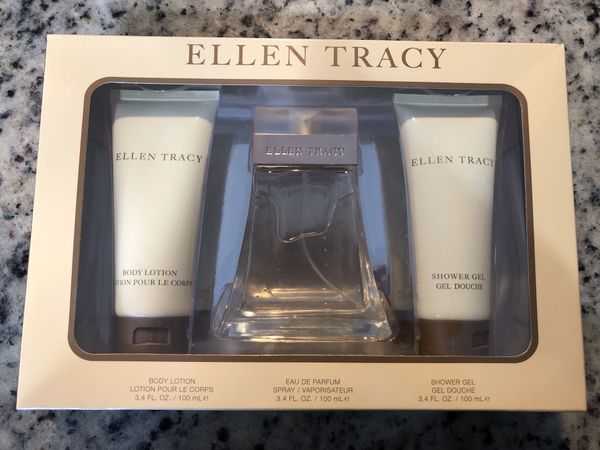 ELLEN TRACY
ELLEN TRACY
BODY LOTION
LOTION POUR LE CORPS
ELLEN TRACY
ELLEN TRACY
SHOWER GEL
GEL DOUCHE
BODY LOTION
LOTION POUR LE CORPS
3.4 FL. OZ. / 100 mL ℮
EAU DE PARFUM
SPRAY / VAPORISATEUR
3.4 FL. OZ. / 100 mL ℮
SHOWER GEL
GEL DOUCHE
3.4 FL. OZ. / 100 mL ℮